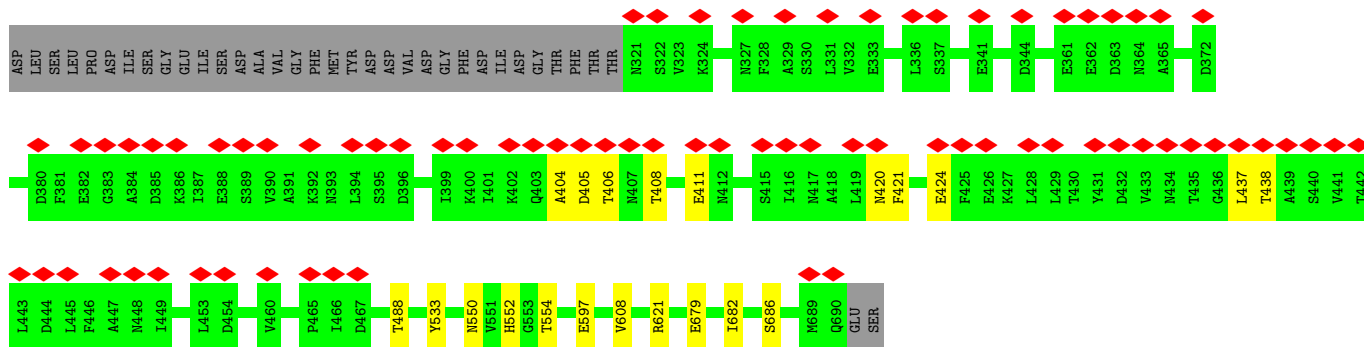 ASP LEU SER LEU PRO ASP ILE SER GLY GLU ILE SER ASP ALA VAL GLY PHE MET TYR ASP ASP VAL ASP GLY PHE ASP ILE ASP GLY THR PHE THR THR N321 S322 V323 K324 N327 F328 A329 S330 L331 V332 E333 L336 S337 E341 D344 E361 E362 D363 N364 A365 D372
D380 F381 E382 G383 A384 D385 K386 I387 E388 S389 V390 A391 K392 N393 L394 S395 D396 I399 K400 I401 K402 Q403 A404 D405 T406 N407 T408 E411 N412 S415 I416 N417 A418 L419 N420 F421 E424 F425 E426 K427 L428 L429 T430 Y431 D432 V433 N434 T435 G436 L437 T438 A439 S440 V441 T442
L443 D444 L445 F446 A447 N448 I449 L453 D454 V460 P465 I466 D467 T488 Y533 N550 V551 H552 G553 T554 E597 V608 R621 E679 I682 S686 M689 Q690 GLU SER